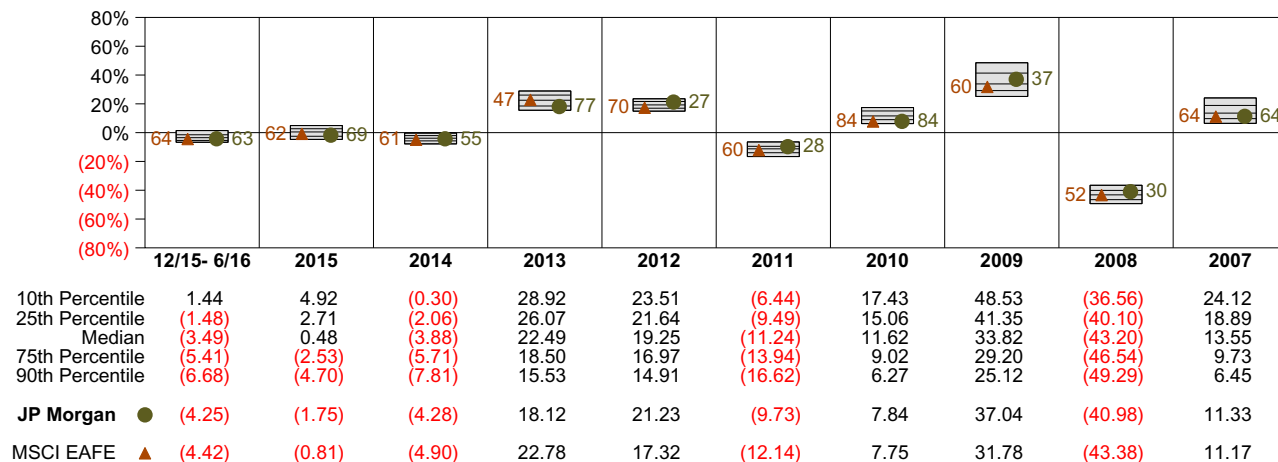 80%
60%
40%
20%
0%
(20%)
(40%)
(60%)
(80%)
64 63 62 69 61 55 47 77 70 27 60 28 84 84 60 37 52 30 64 64
12/15- 6/16 2015 2014 2013 2012 2011 2010 2009 2008 2007
10th Percentile 1.44 4.92 (0.30) 28.92 23.51 (6.44) 17.43 48.53 (36.56) 24.12
25th Percentile (1.48) 2.71 (2.06) 26.07 21.64 (9.49) 15.06 41.35 (40.10) 18.89
Median (3.49) 0.48 (3.88) 22.49 19.25 (11.24) 11.62 33.82 (43.20) 13.55
75th Percentile (5.41) (2.53) (5.71) 18.50 16.97 (13.94) 9.02 29.20 (46.54) 9.73
90th Percentile (6.68) (4.70) (7.81) 15.53 14.91 (16.62) 6.27 25.12 (49.29) 6.45
JP Morgan (4.25) (1.75) (4.28) 18.12 21.23 (9.73) 7.84 37.04 (40.98) 11.33
MSCI EAFE (4.42) (0.81) (4.90) 22.78 17.32 (12.14) 7.75 31.78 (43.38) 11.17